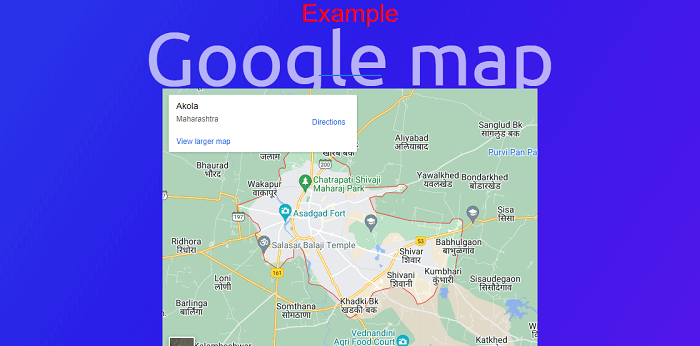 Example
Google map
Akola
Maharashtra
Directions
View larger map
Sanglud Bk
सांगलुड बक
Aliyabad
अलियाबाद
जलाम
खारब बक
200
Purvi Pan Pa
Bhaurad
भौरद
Wakapur
वाकापूर
Chatrapati Shivaji
Maharaj Park
Yawalkhed
यवलखेड
Bondarkhed
बोंडारखेड
197
Asadgad Fort
Sisa
सिसा
Ridhora
रिधोरा
Salasar Balaji Temple
53
Babhulgaon
बाभुळगांव
Shivar
शिवार
161
Loni
लोणी
Shivani
शिवानी
Kumbhari
कुंभारी
Sisaudegaon
सिसौदेगाव
Barlinga
बार्लिंगा
Somthana
सोमठाणा
Khadki Bk
खडकी बक
Vednandini
Agri Food Court
Katkhed